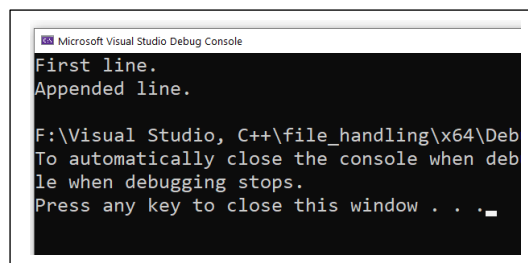 Microsoft Visual Studio Debug Console
First line.
Appended line.
F:\Visual Studio, C++\file_handling\x64\Deb
To automatically close the console when deb
le when debugging stops.
Press any key to close this window . . .